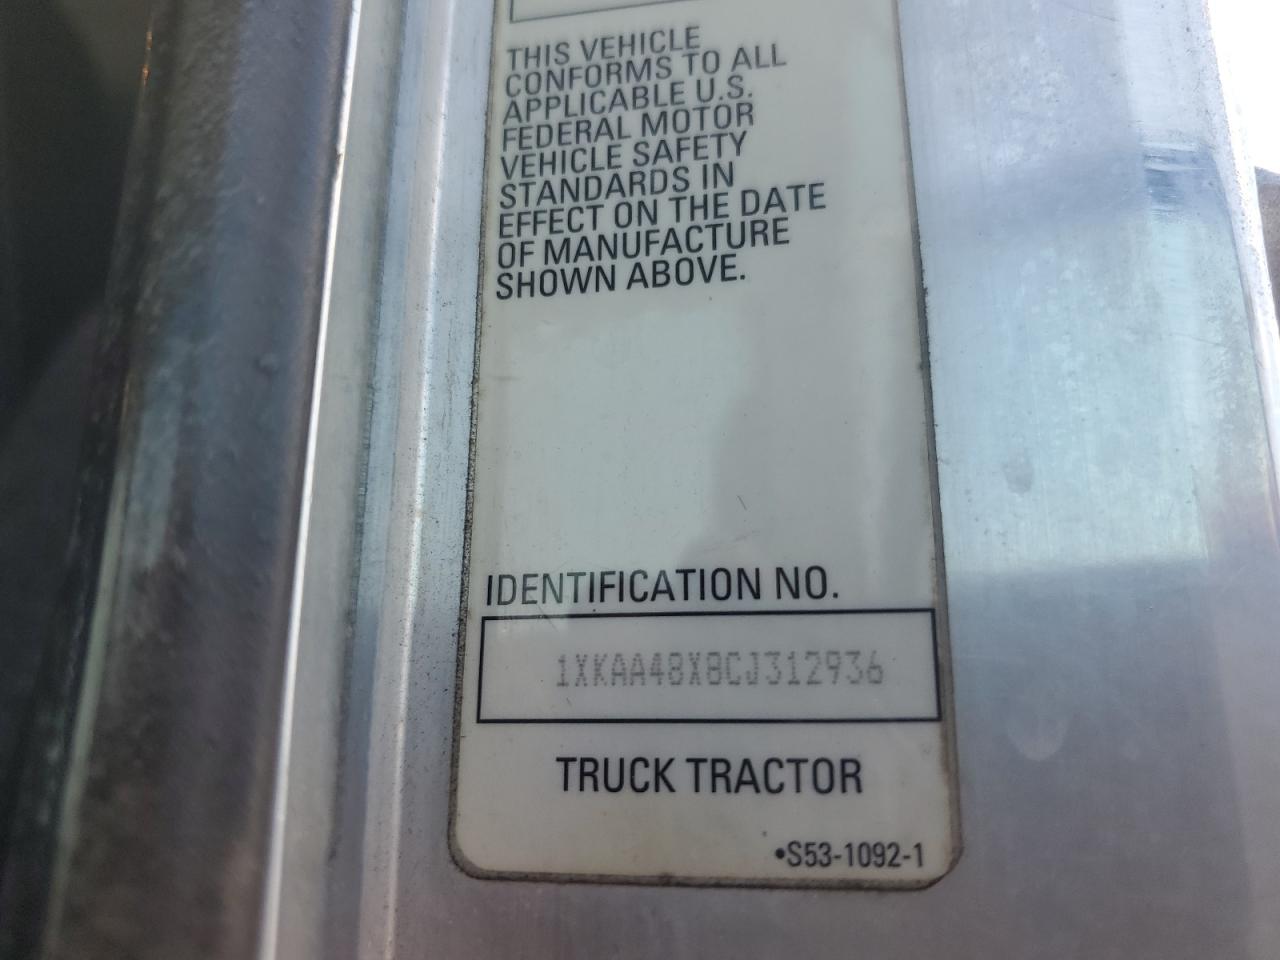 THIS VEHICLE
CONFORMS TO ALL
APPLICABLE U.S.
FEDERAL MOTOR
VEHICLE SAFETY
STANDARDS IN
EFFECT ON THE DATE
OF MANUFACTURE
SHOWN ABOVE.
IDENTIFICATION NO.
1XKAA48X8CJ312936
TRUCK TRACTOR
•S53-1092-1